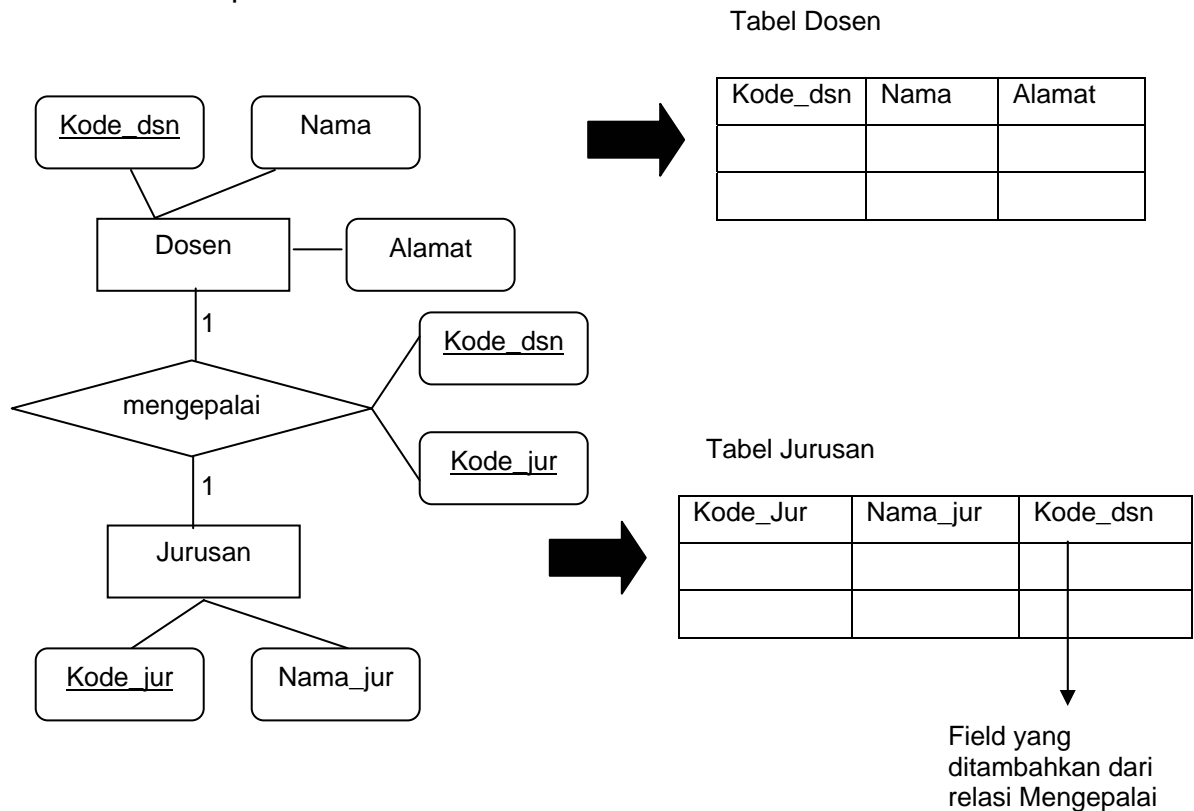 Tabel Dosen
Kode_dsn
Nama
Kode_dsn Nama Alamat
Dosen
Alamat
1
Kode_dsn
mengepalai
Kode_jur
Tabel Jurusan
1
Kode_Jur Nama_jur Kode_dsn
Jurusan
Kode_jur
Nama_jur
Field yang
ditambahkan dari
relasi Mengepalai